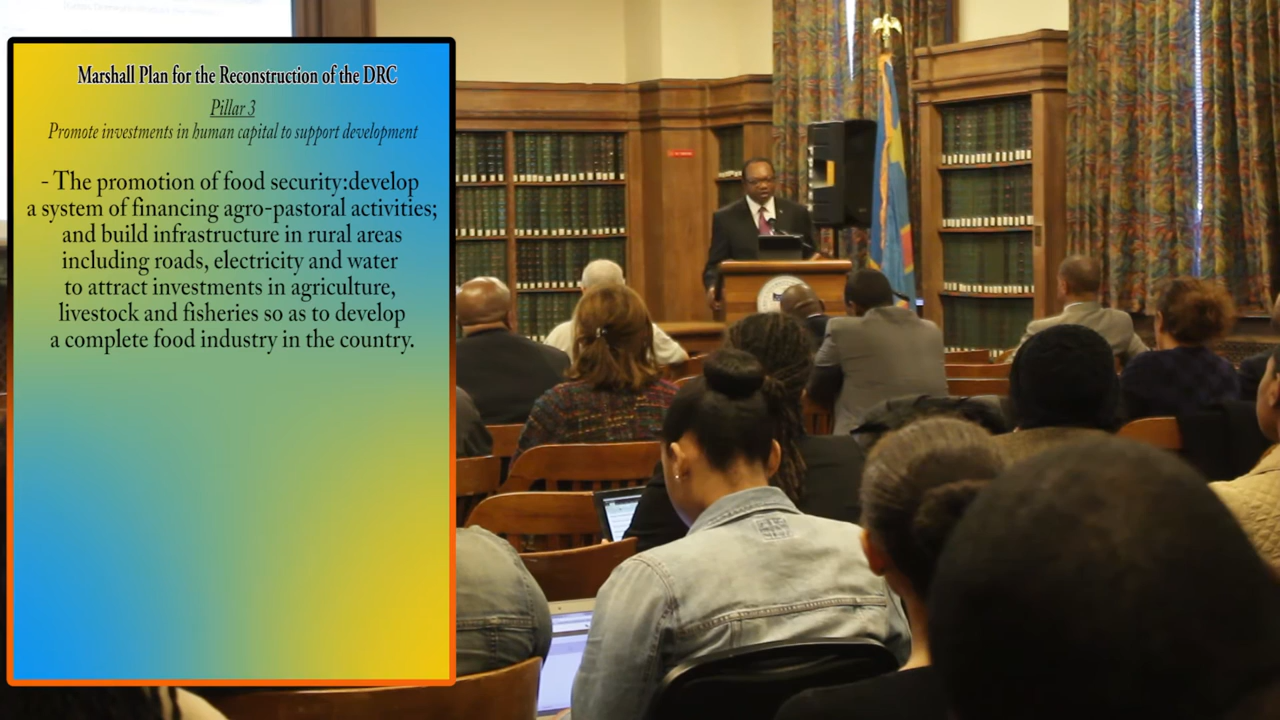 Marshall Plan for the Reconstruction of the DRC
Pillar 3
Promote investments in human capital to support development
- The promotion of food security:develop
a system of financing agro-pastoral activities;
and build infrastructure in rural areas
including roads, electricity and water
to attract investments in agriculture,
livestock and fisheries so as to develop
a complete food industry in the country.